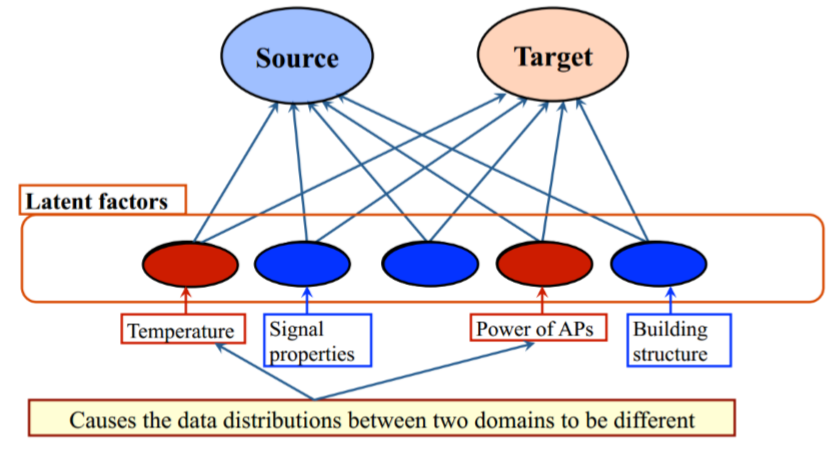 Source
Target
Latent factors
Temperature
Signal
properties
Power of APs
Building
structure
Causes the data distributions between two domains to be different